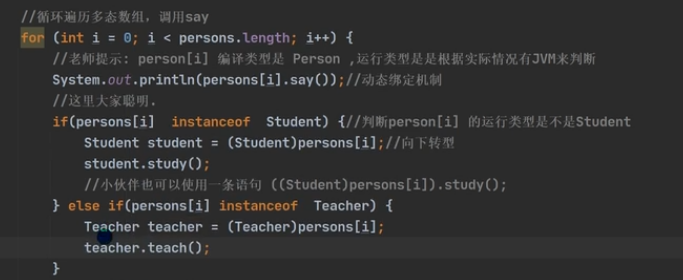 //循环遍历多态数组，调用say
for (int i = 0; i < persons.length; i++) {
//老师提示: person[i] 编译类型是 Person ,运行类型是是根据实际情况有JVM来判断
System.out.println(persons[i].say());//动态绑定机制
//这里大家聪明.
if(persons[i]  instanceof  Student) {//判断person[i] 的运行类型是不是Student
Student student = (Student)persons[i];//向下转型
student.study();
//小伙伴也可以使用一条语句 ((Student)persons[i]).study();
} else if(persons[i] instanceof  Teacher) {
Teacher teacher = (Teacher)persons[i];
teacher.teach();
}